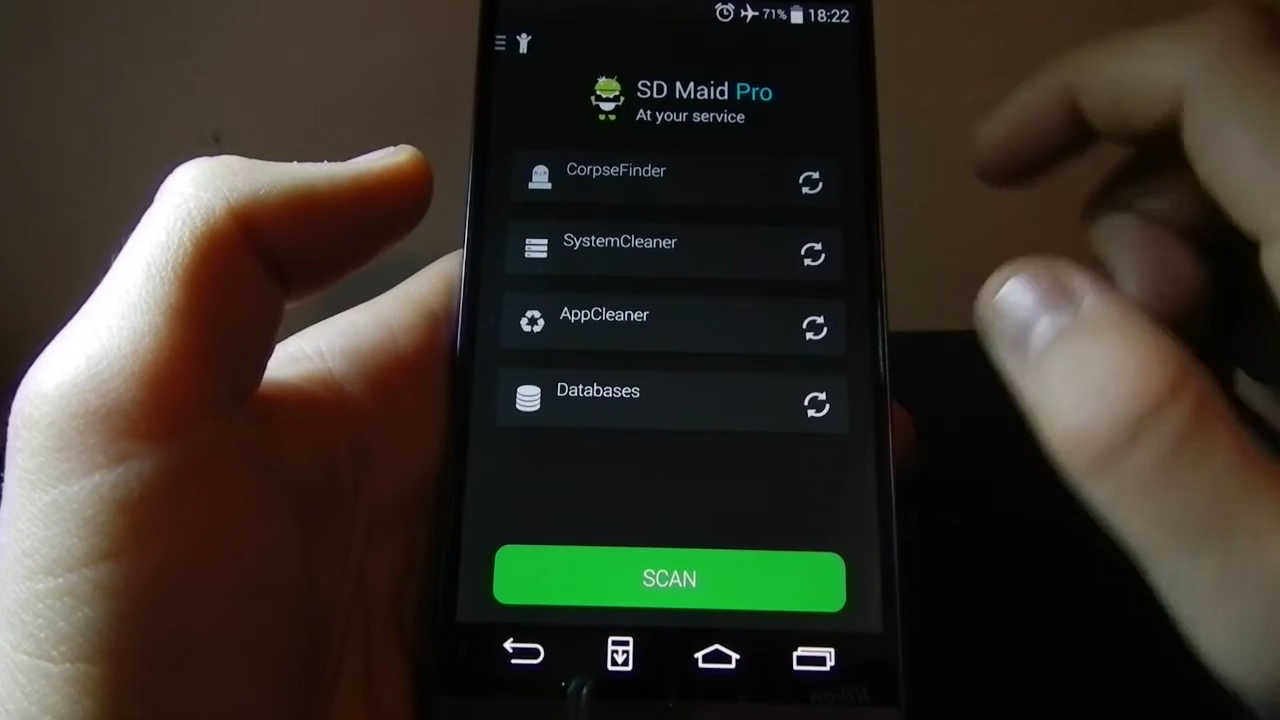 71% 18:22
SD Maid Pro
At your service
CorpseFinder
SystemCleaner
AppCleaner
Databases
SCAN